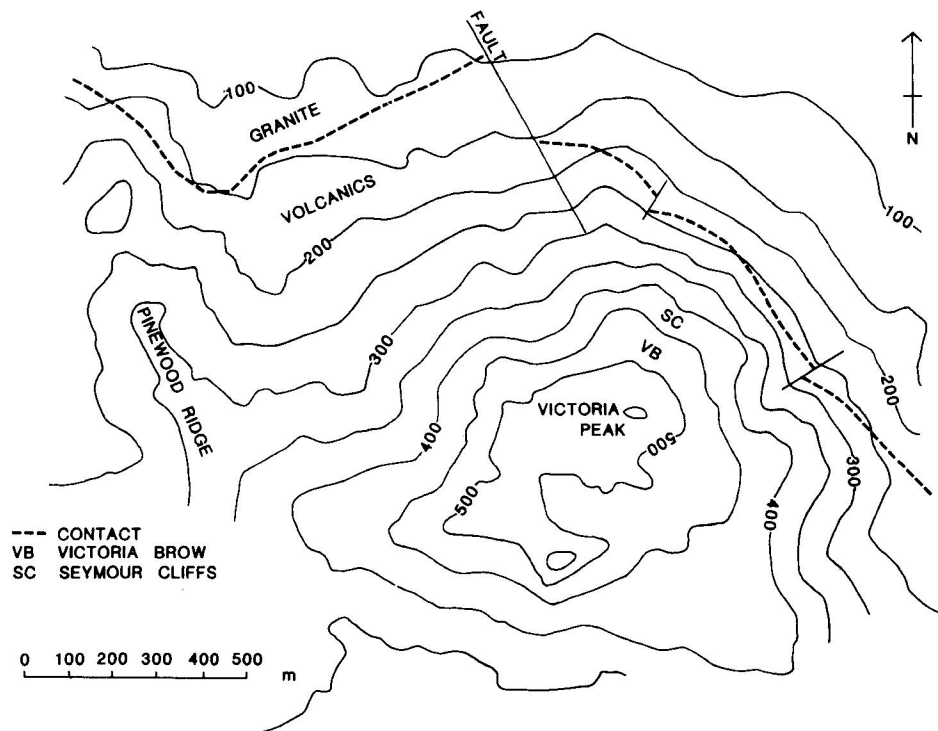 FAULT
N
100
GRANITE
VOLCANICS
100
200
SC
PINEWOOD RIDGE
300
VB
200
VICTORIA
PEAK
400
500
500
300
400
---- CONTACT
VB VICTORIA BROW
SC SEYMOUR CLIFFS
0 100 200 300 400 500
m